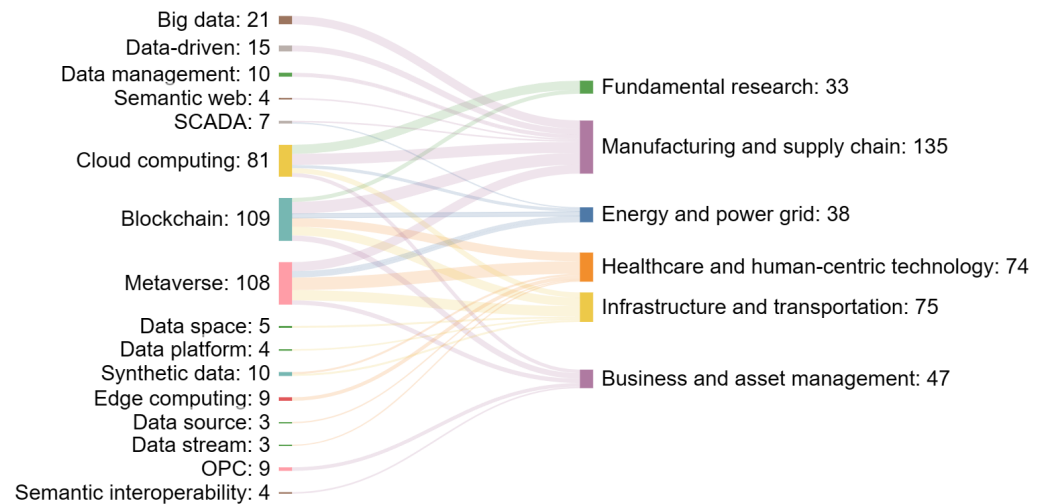 Big data: 21
Data-driven: 15
Data management: 10
Semantic web: 4
SCADA: 7
Cloud computing: 81
Blockchain: 109
Metaverse: 108
Data space: 5
Data platform: 4
Synthetic data: 10
Edge computing: 9
Data source: 3
Data stream: 3
OPC: 9
Semantic interoperability: 4
Fundamental research: 33
Manufacturing and supply chain: 135
Energy and power grid: 38
Healthcare and human-centric technology: 74
Infrastructure and transportation: 75
Business and asset management: 47